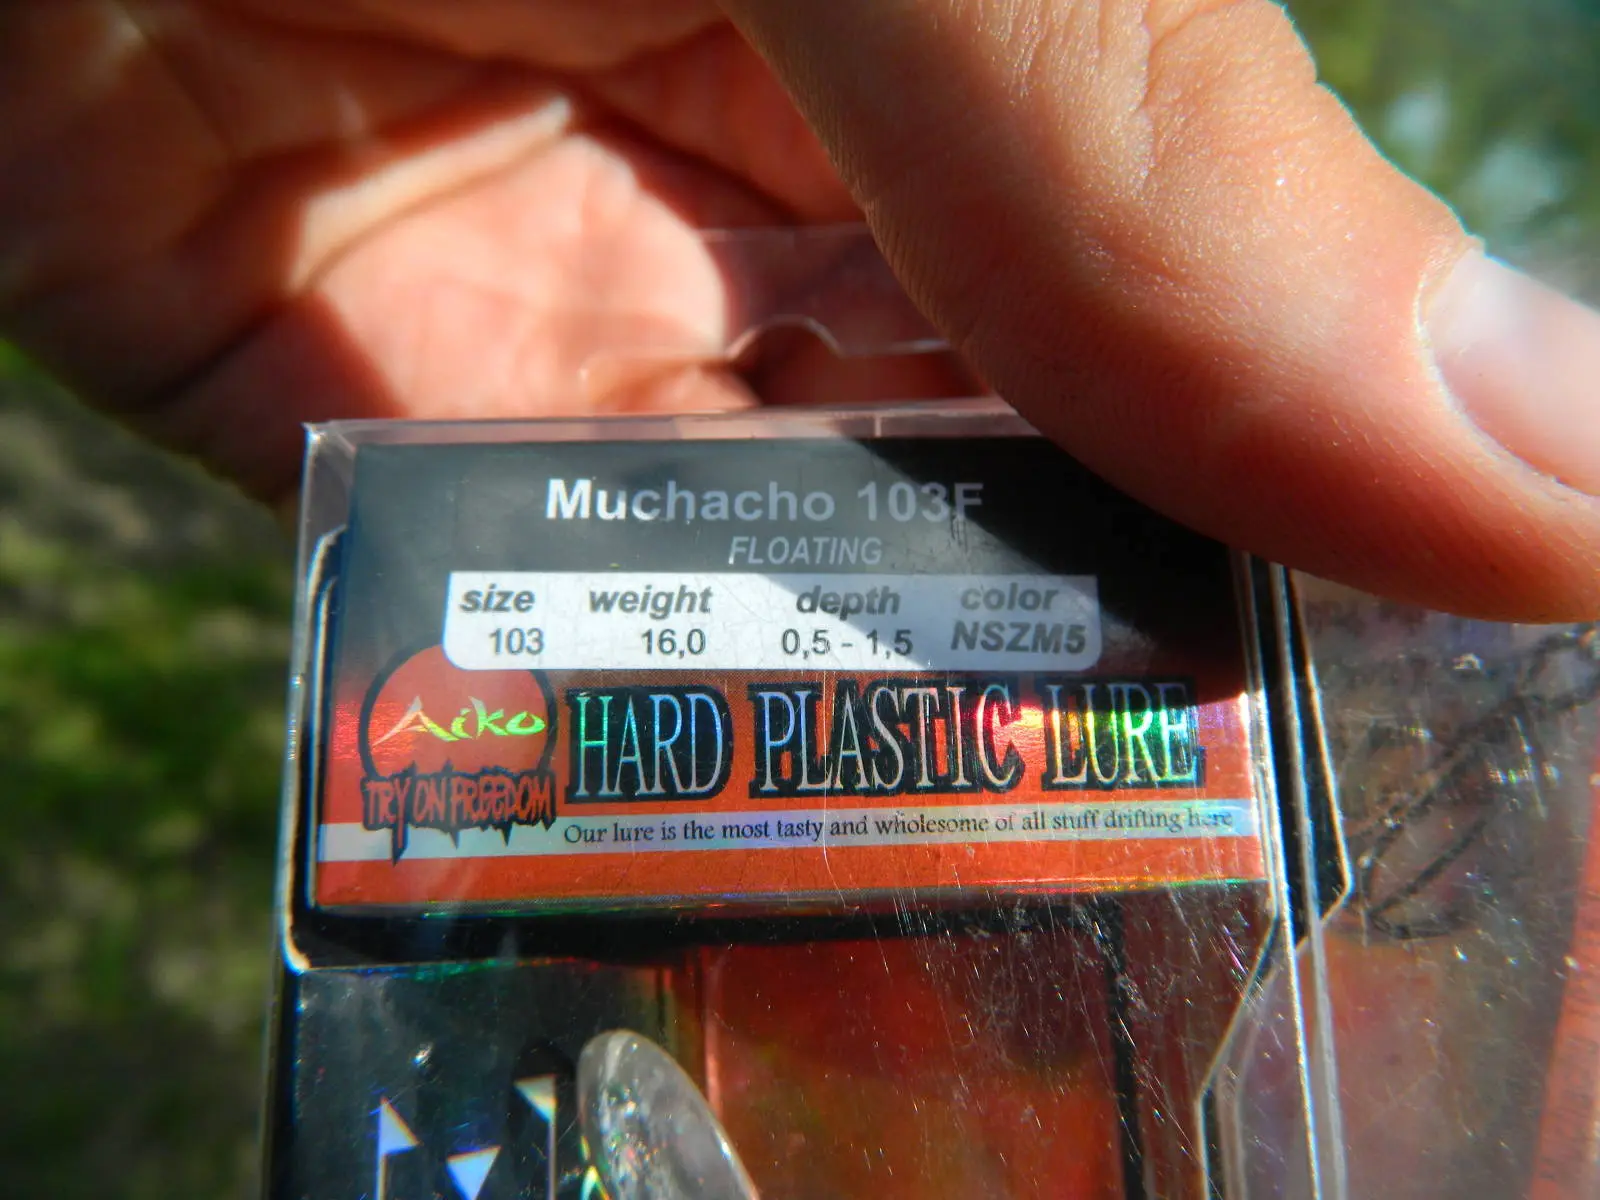 Muchacho 103F
FLOATING
size weight depth color
103 16,0 0,5 - 1,5 NSZM5
Aiko
TRY ON FREEDOM
HARD PLASTIC LURE
Our lure is the most tasty and wholesome of all stuff drifting here